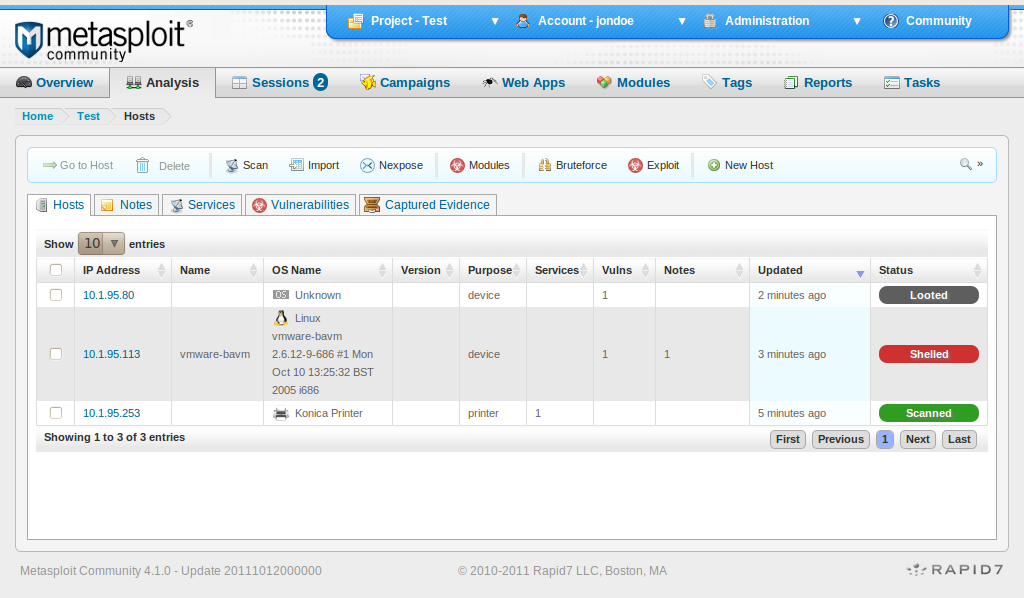 Project - Test ▼ Account - jondoe ▼ Administration ▼ Community
metasploit®
community
Overview Analysis Sessions 2 Campaigns Web Apps Modules Tags Reports Tasks
Home Test Hosts
Go to Host Delete Scan Import Nexpose Modules Bruteforce Exploit New Host »
Hosts Notes Services Vulnerabilities Captured Evidence
Show 10 ▼ entries
IP Address Name OS Name Version Purpose Services Vulns Notes Updated Status
10.1.95.80 OS Unknown device 1 2 minutes ago Looted
Linux
vmware-bavm
10.1.95.113 vmware-bavm 2.6.12-9-686 #1 Mon device 1 1 3 minutes ago Shelled
Oct 10 13:25:32 BST
2005 i686
10.1.95.253 Konica Printer printer 1 5 minutes ago Scanned
Showing 1 to 3 of 3 entries First Previous 1 Next Last
Metasploit Community 4.1.0 - Update 20111012000000 © 2010-2011 Rapid7 LLC, Boston, MA RAPID7